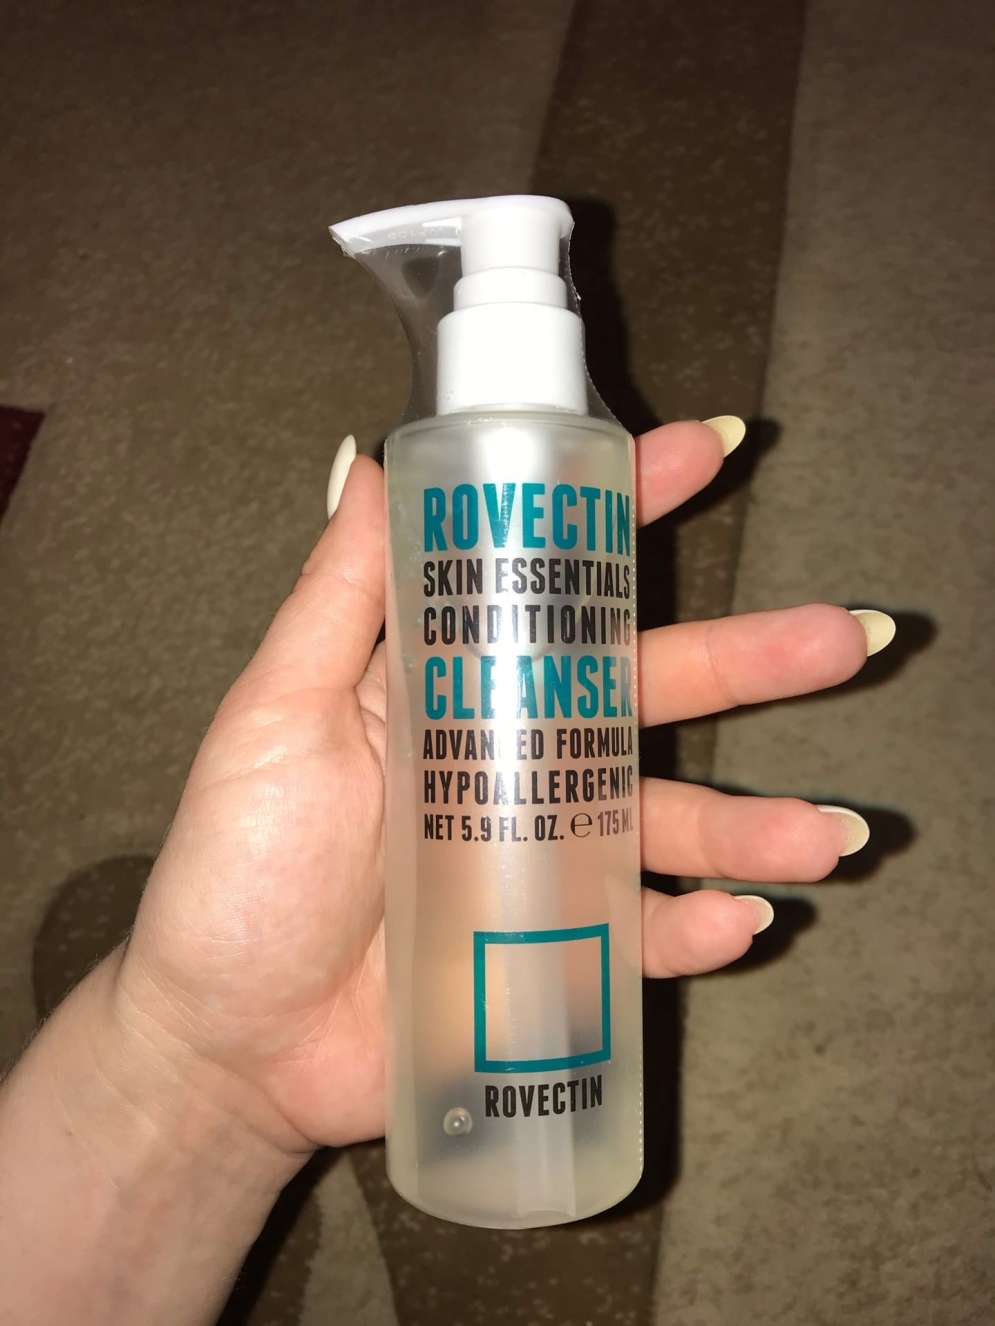 ROVECTIN
SKIN ESSENTIALS
CONDITIONING
CLEANSER
ADVANCED FORMULA
HYPOALLERGENIC
NET 5.9 FL. OZ. ℮ 175 ML
ROVECTIN